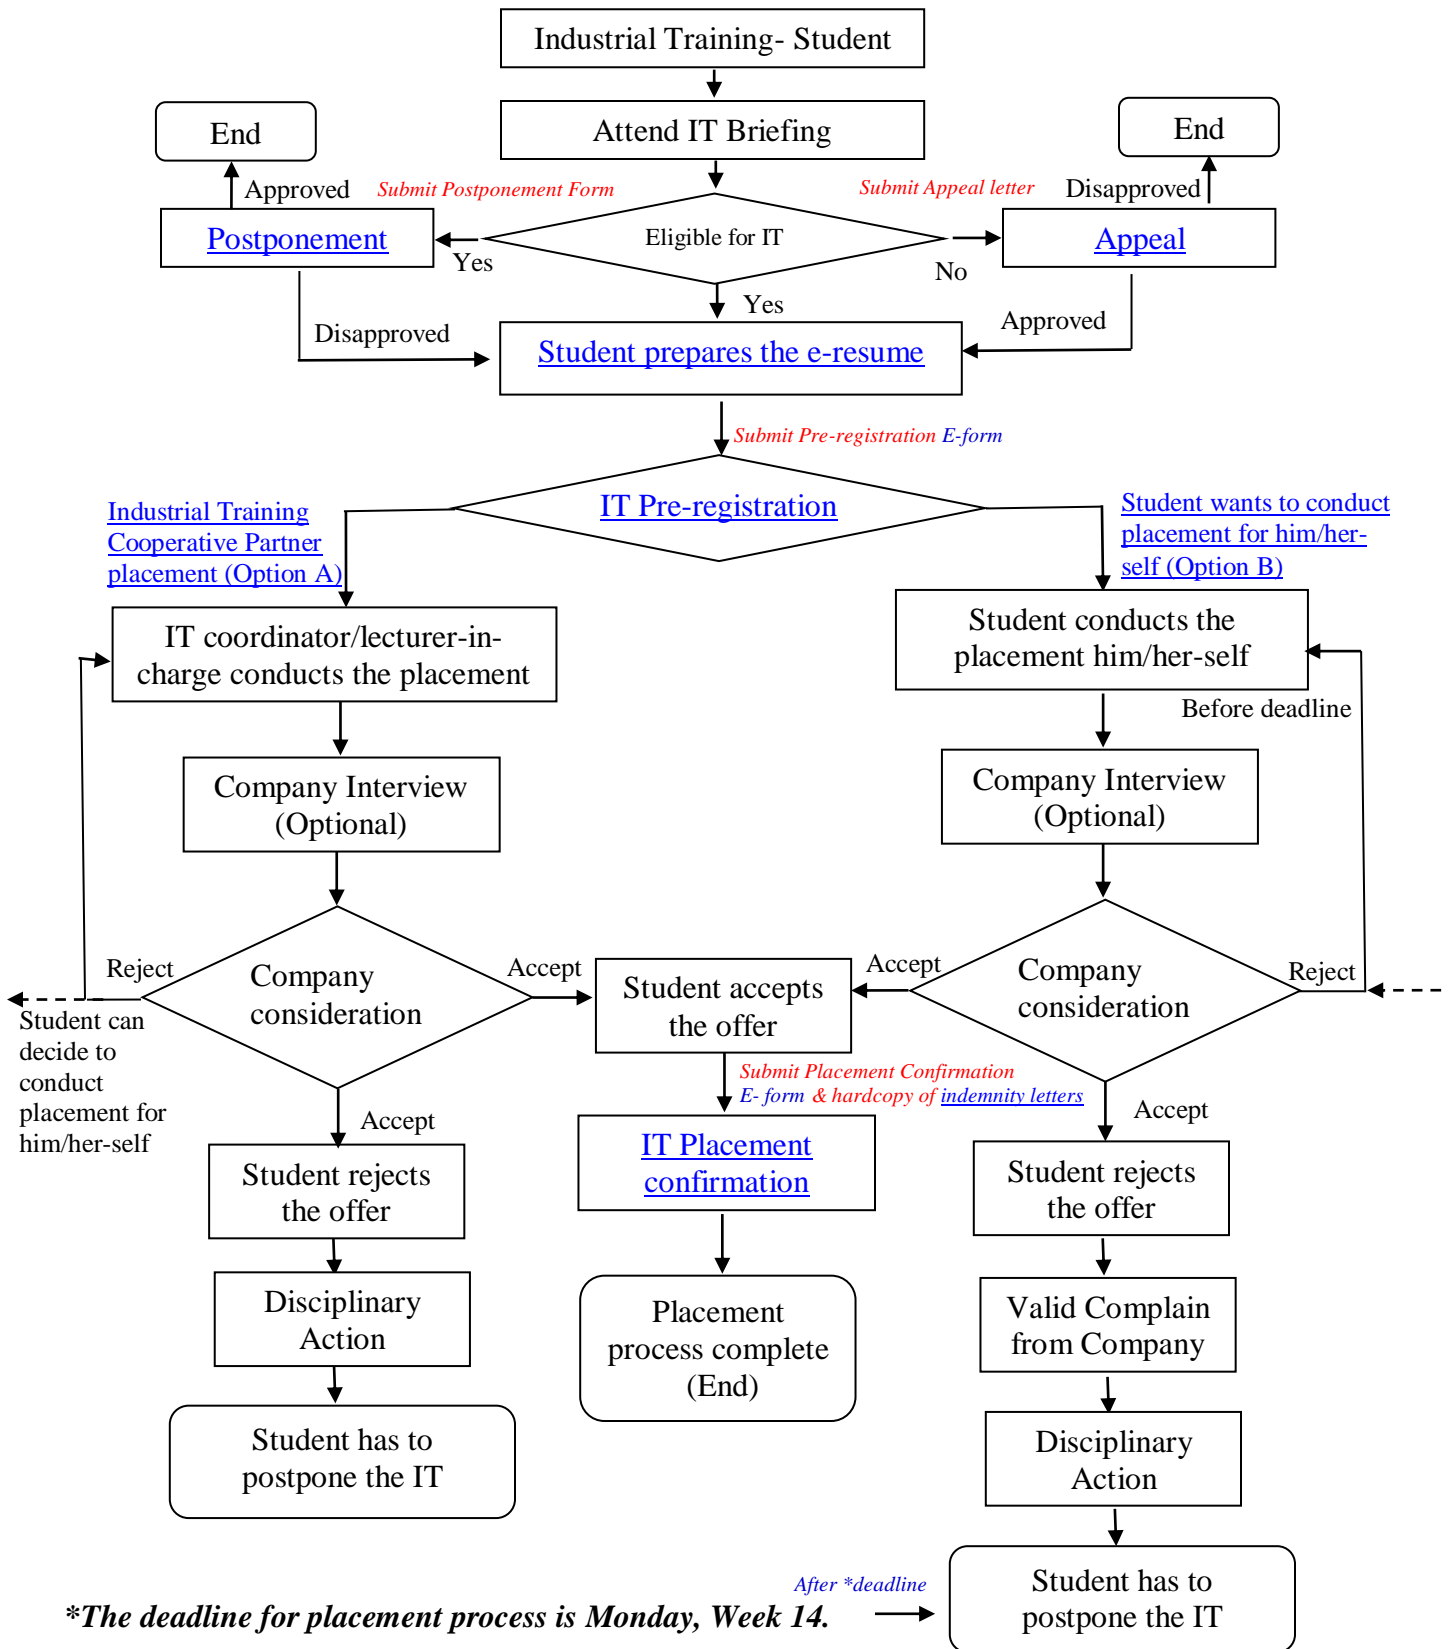 Industrial Training- Student
Attend IT Briefing
End
End
Approved
Submit Postponement Form
Submit Appeal letter
Disapproved
Postponement
Eligible for IT
Appeal
Yes
No
Yes
Disapproved
Approved
Student prepares the e-resume
Submit Pre-registration E-form
IT Pre-registration
Industrial Training
Cooperative Partner
placement (Option A)
Student wants to conduct
placement for him/her-
self (Option B)
IT coordinator/lecturer-in-
charge conducts the placement
Student conducts the
placement him/her-self
Before deadline
Company Interview
(Optional)
Company Interview
(Optional)
Reject
Company
consideration
Accept
Student accepts
the offer
Accept
Company
consideration
Reject
Student can
decide to
conduct
placement for
him/her-self
Submit Placement Confirmation
E- form & hardcopy of indemnity letters
Accept
Accept
Student rejects
the offer
IT Placement
confirmation
Student rejects
the offer
Disciplinary
Action
Placement
process complete
(End)
Valid Complain
from Company
Student has to
postpone the IT
Disciplinary
Action
After *deadline
*The deadline for placement process is Monday, Week 14.
Student has to
postpone the IT